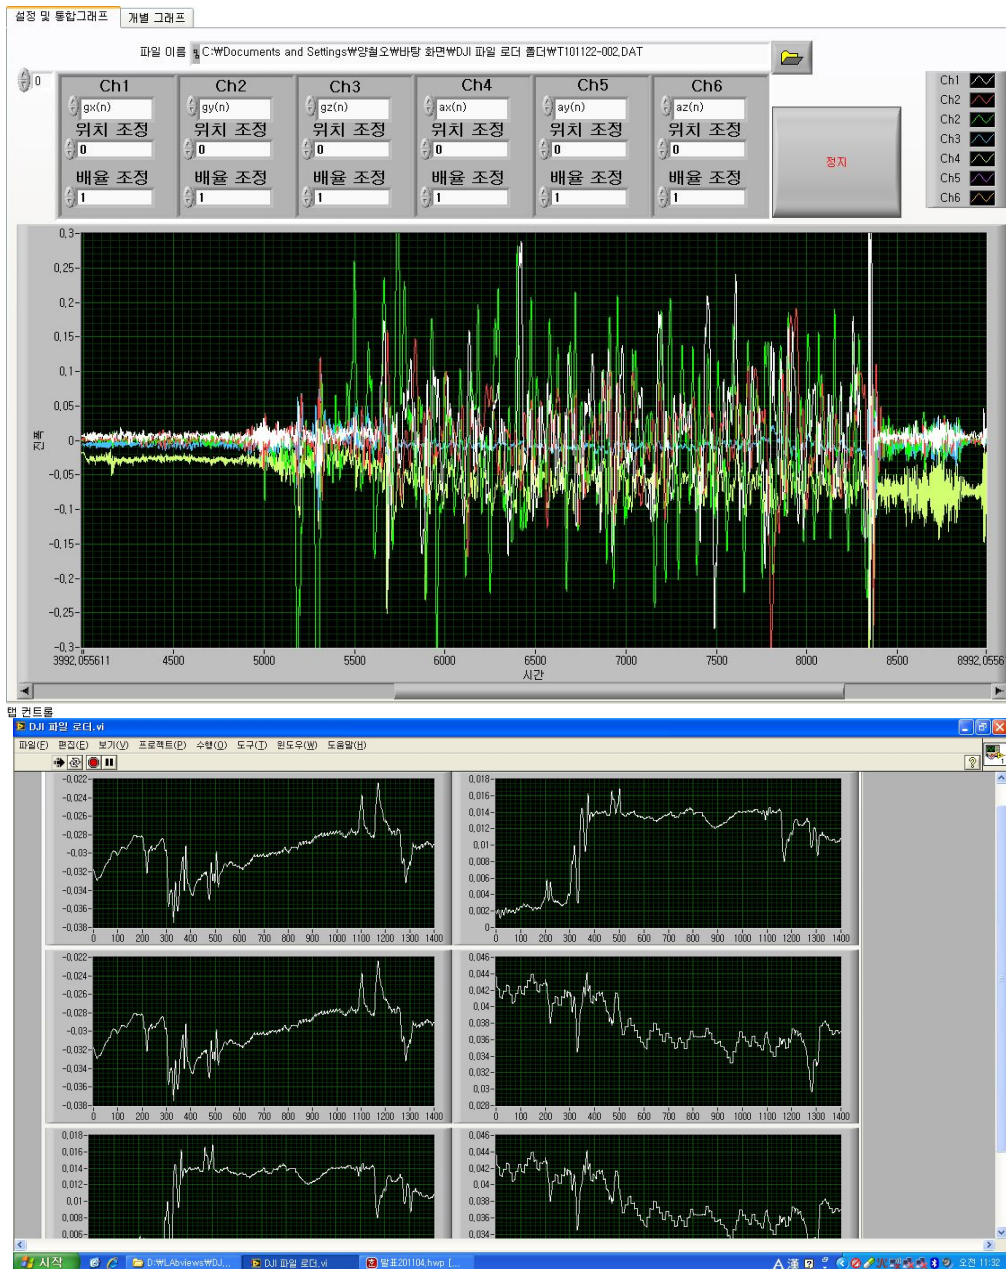 설정 및 통합그래프 개별 그래프
파일 이름 C:￦Documents and Settings￦양철오￦바탕 화면￦DJI 파일 로더 폴더￦T101122-002.DAT
0
Ch1 Ch2 Ch3 Ch4 Ch5 Ch6
gx(n) gy(n) gz(n) ax(n) ay(n) az(n)
위치 조정 위치 조정 위치 조정 위치 조정 위치 조정 위치 조정
0 0 0 0 0 0
배율 조정 배율 조정 배율 조정 배율 조정 배율 조정 배율 조정
1 1 1 1 1 1
정지
Ch1
Ch2
Ch2
Ch3
Ch4
Ch5
Ch6
진폭
0,3
0,25
0,2
0,15
0,1
0,05
0
-0,05
-0,1
-0,15
-0,2
-0,25
-0,3
3992,055611 4500 5000 5500 6000 6500 7000 7500 8000 8500 8992,0556
시간
탭 컨트롤
DJI 파일 로더.vi
파일(F) 편집(E) 보기(V) 프로젝트(P) 수행(O) 도구(T) 윈도우(W) 도움말(H)
-0,022
-0,024
-0,026
-0,028
-0,03
-0,032
-0,034
-0,036
-0,038
0 100 200 300 400 500 600 700 800 900 1000 1100 1200 1300 1400
0,018
0,016
0,014
0,012
0,01
0,008
0,006
0,004
0,002
0
0 100 200 300 400 500 600 700 800 900 1000 1100 1200 1300 1400
-0,022
-0,024
-0,026
-0,028
-0,03
-0,032
-0,034
-0,036
-0,038
0 100 200 300 400 500 600 700 800 900 1000 1100 1200 1300 1400
0,046
0,044
0,042
0,04
0,038
0,036
0,034
0,032
0,03
0,028
0 100 200 300 400 500 600 700 800 900 1000 1100 1200 1300 1400
0,018
0,016
0,014
0,012
0,01
0,008
0,006
0,046
0,044
0,042
0,04
0,038
0,036
0,034
시작 D:￦LAbviews￦DJ... DJI 파일 로더.vi 발표201104.hwp [... A 漢 오전 11:32